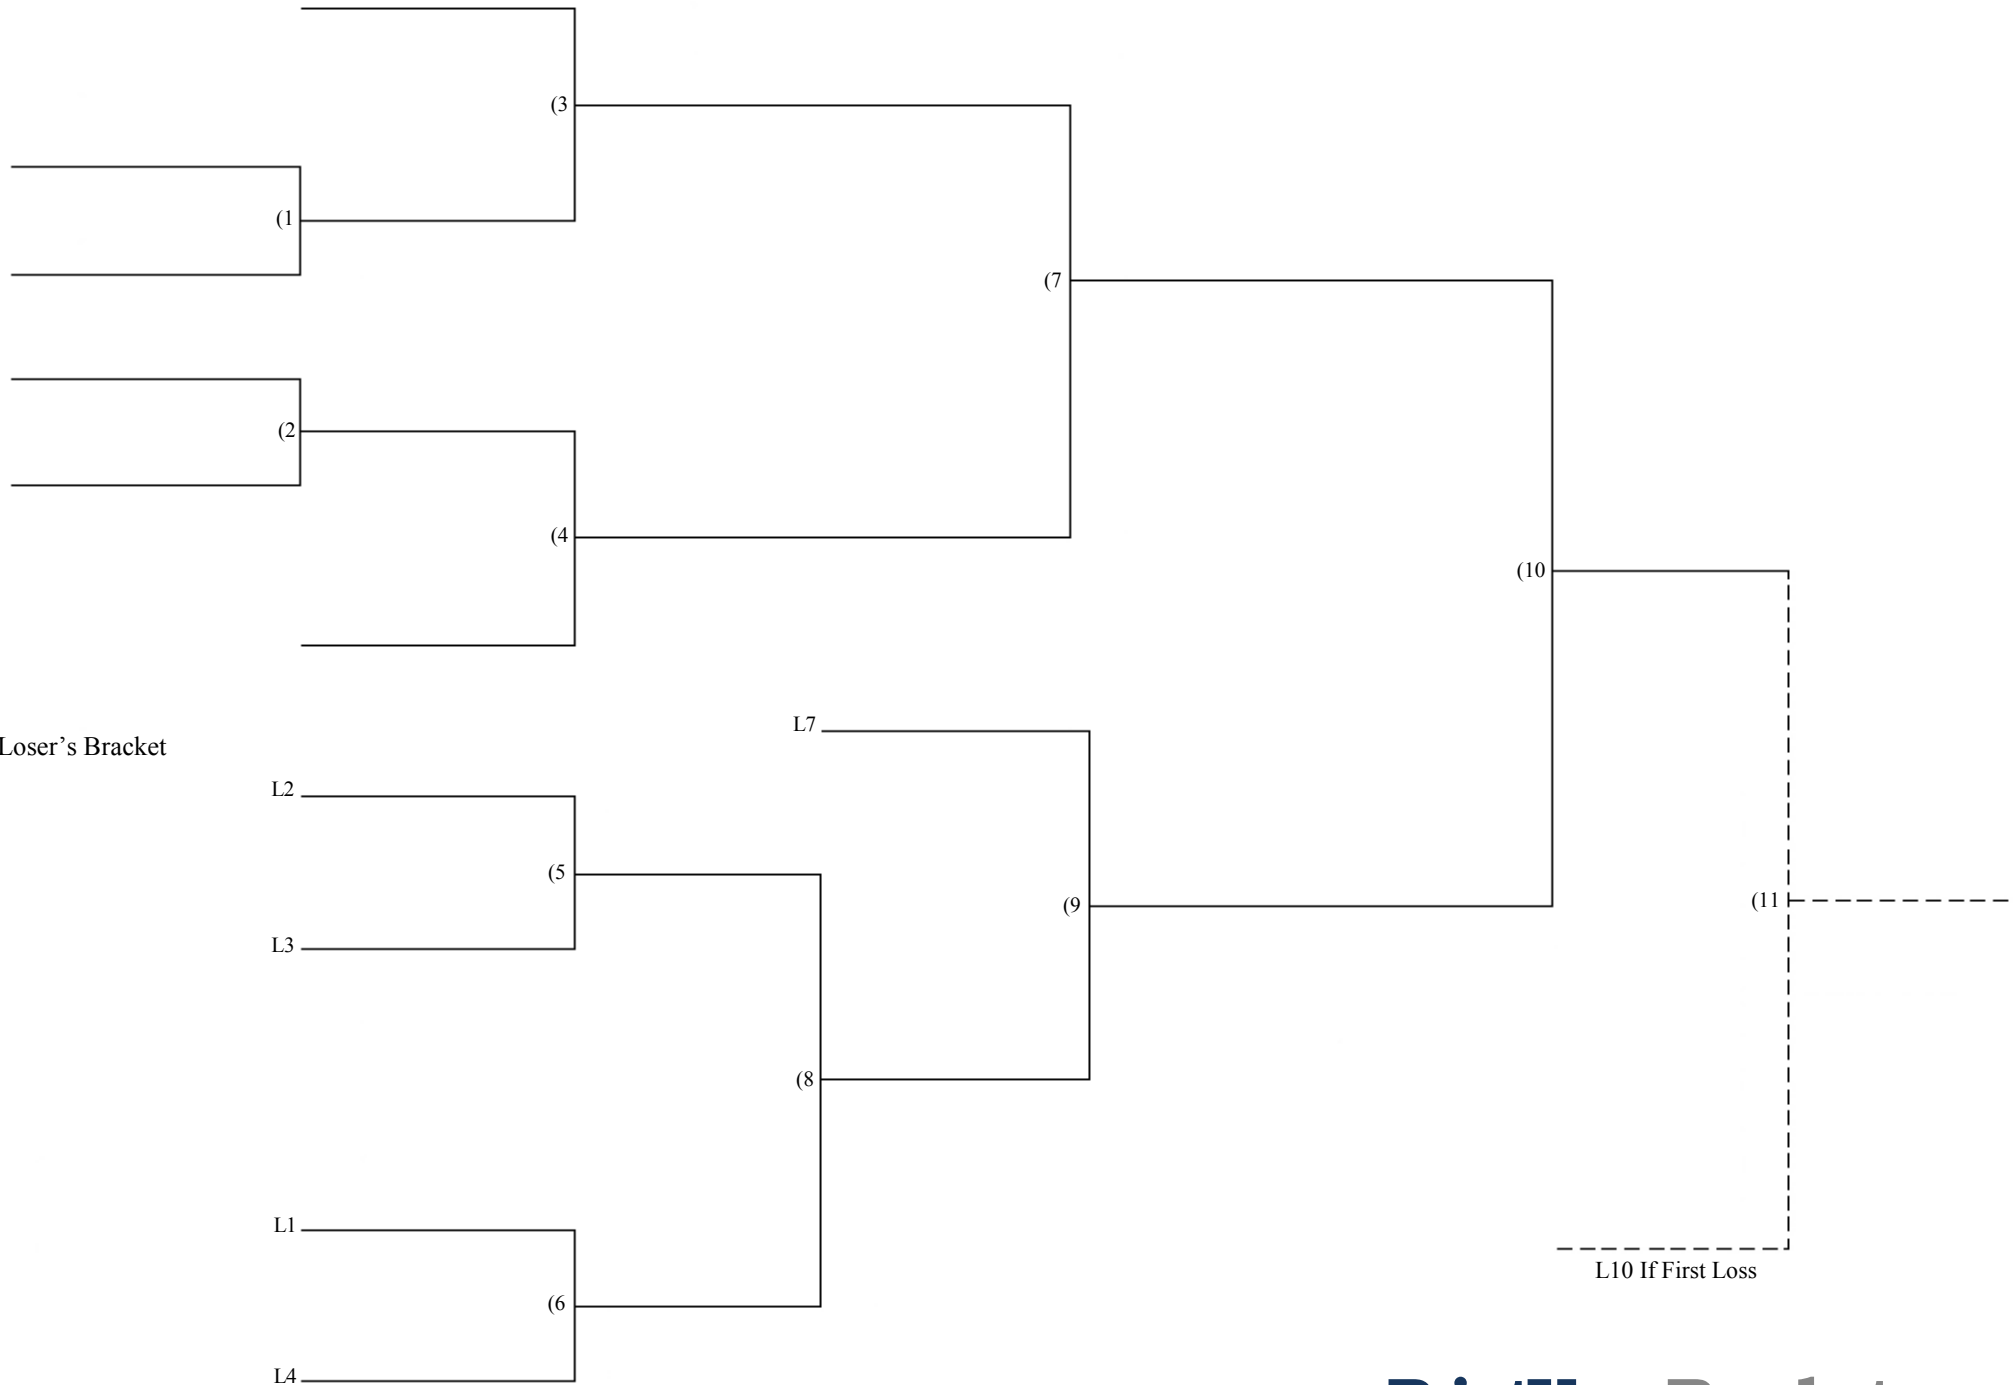 (3
(1
(7
(2
(4
(10
L7
Loser's Bracket
L2
(5
(11
(9
L3
(8
L1
L10 If First Loss
(6
L4